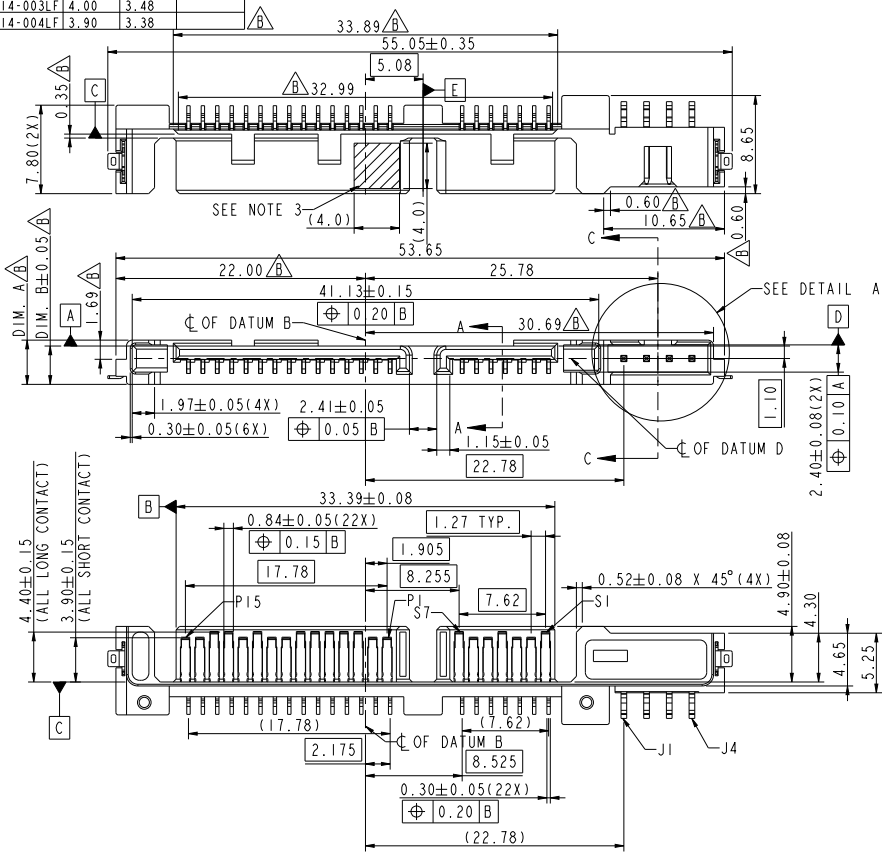 14-003LF 4.00 3.48
14-004LF 3.90 3.38 B
33.89 B
55.05±0.35
5.08
B 32.99
E
0.35 B
C
7.80(2X)
8.65
SEE NOTE 3
(4.0)
(4.0)
0.60 B
10.65 B
0.60
C
53.65 B
22.00 B
25.78
41.13±0.15
⌖ 0.20 B
SEE DETAIL A
DIM. A B
DIM. B±0.05 B
1.69 B
A
℄ OF DATUM B
A
30.69 B
D
1.97±0.05(4X)
0.30±0.05(6X)
2.41±0.05
⌖ 0.05 B
A
1.15±0.05
C
℄ OF DATUM D
22.78
1.10
2.40±0.08(2X)
⌖ 0.10 A
B
33.39±0.08
0.84±0.05(22X)
⌖ 0.15 B
1.27 TYP.
1.905
17.78
8.255
7.62
0.52±0.08 X 45°(4X)
4.40±0.15
(ALL LONG CONTACT)
3.90±0.15
(ALL SHORT CONTACT)
P15
P1
S7
S1
4.90±0.08
4.30
4.65
5.25
C
(17.78)
(7.62)
℄ OF DATUM B
2.175
8.525
J1
J4
0.30±0.05(22X)
⌖ 0.20 B
(22.78)